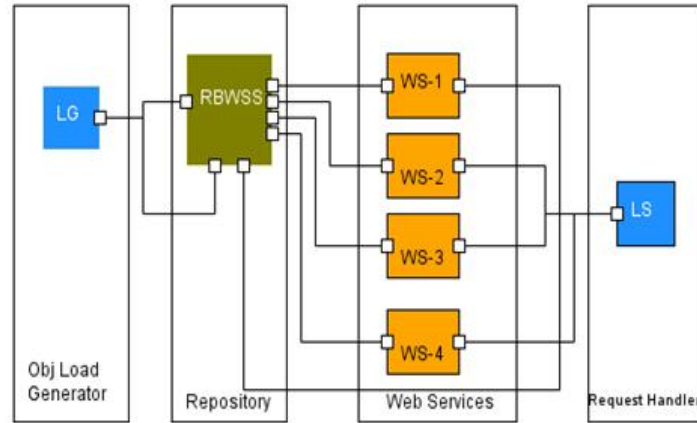 LG
RBWSS
WS-1
WS-2
WS-3
WS-4
LS
Obj Load
Generator
Repository
Web Services
Request Handler